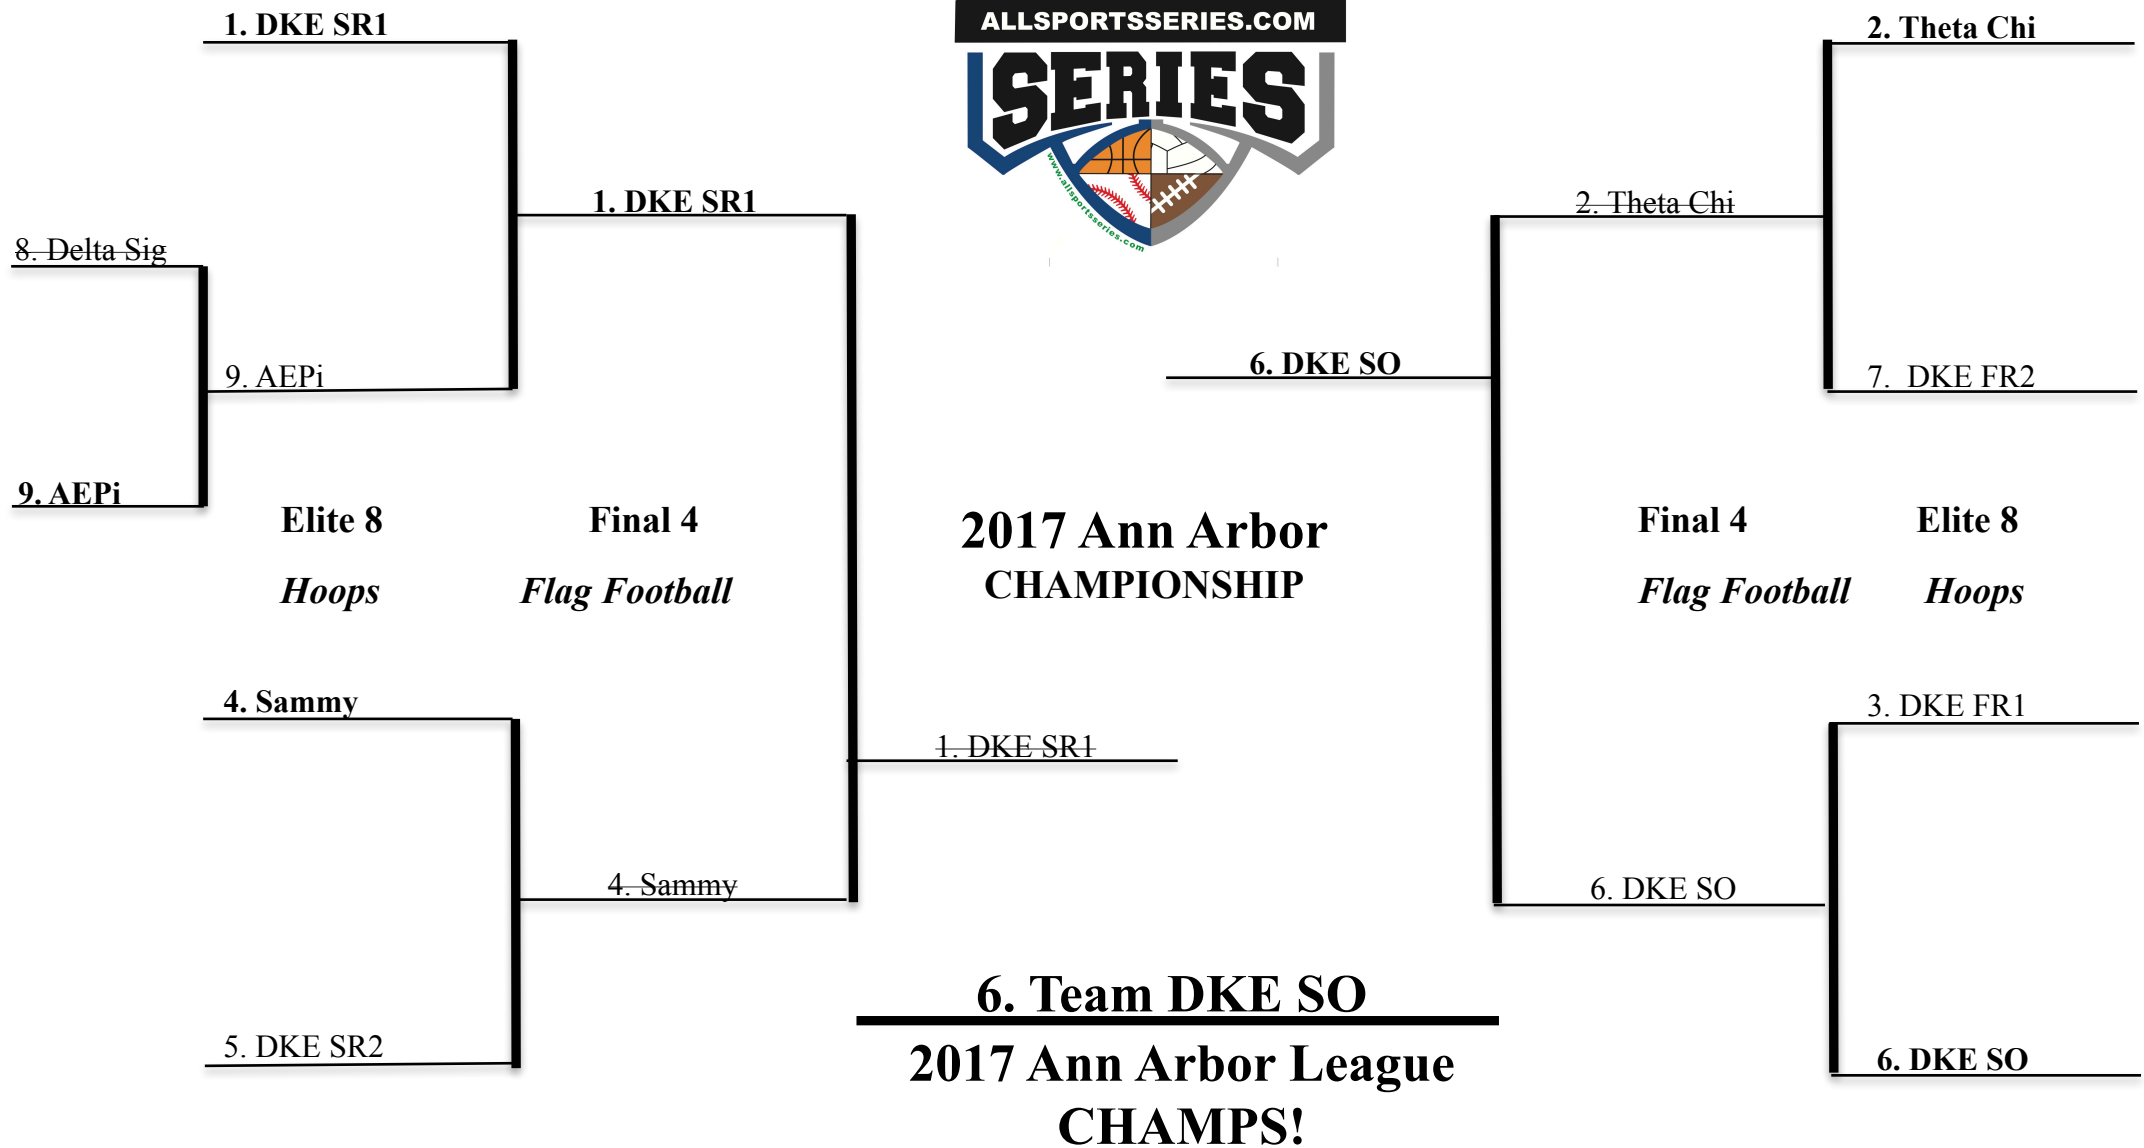 ALLSPORTSSERIES.COM
SERIES
www.allsportsseries.com
1. DKE SR1
8. Delta Sig
9. AEPi
9. AEPi
1. DKE SR1
Elite 8
Hoops
Final 4
Flag Football
4. Sammy
5. DKE SR2
4. Sammy
1. DKE SR1
2017 Ann Arbor
CHAMPIONSHIP
6. DKE SO
2. Theta Chi
2. Theta Chi
7. DKE FR2
Final 4
Flag Football
Elite 8
Hoops
3. DKE FR1
6. DKE SO
6. DKE SO
6. Team DKE SO
2017 Ann Arbor League
CHAMPS!